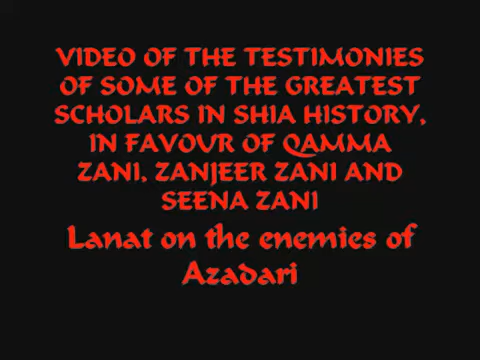 VIDEO OF THE TESTIMONIES
OF SOME OF THE GREATEST
SCHOLARS IN SHIA HISTORY,
IN FAVOUR OF QAMMA
ZANI, ZANJEER ZANI AND
SEENA ZANI
Lanat on the enemies of
Azadari